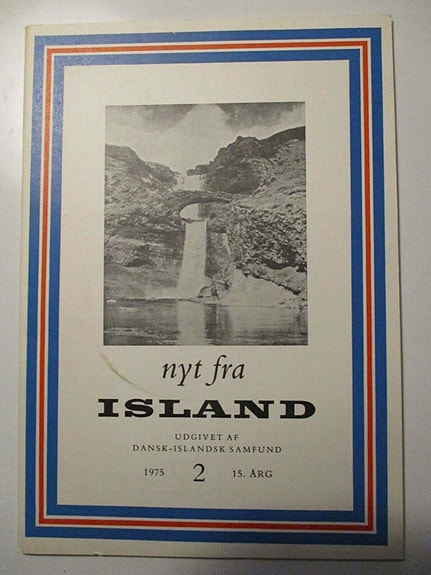 nyt fra
ISLAND
UDGIVET AF
DANSK-ISLANDSK SAMFUND
1975 2 15. ÅRG